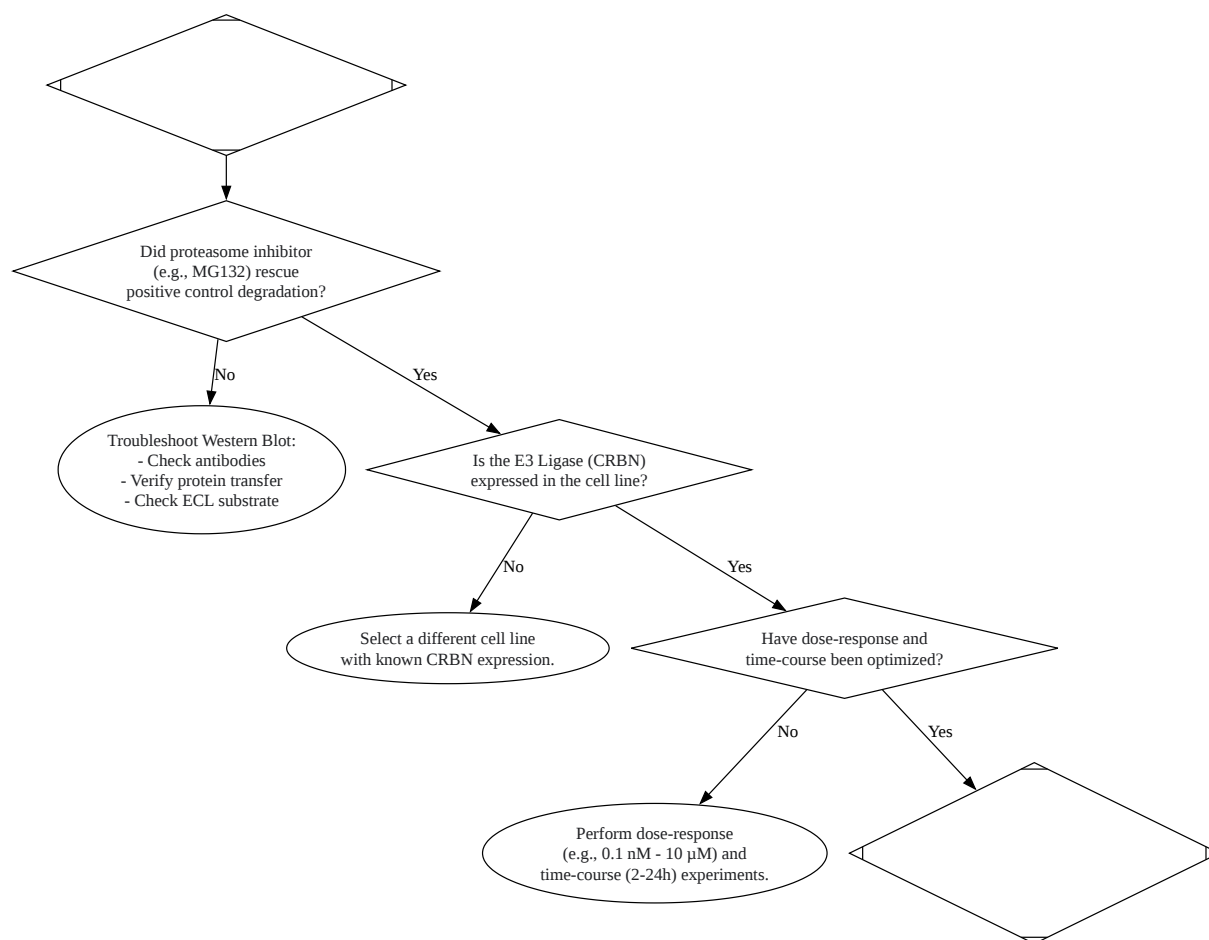 Did proteasome inhibitor
(e.g., MG132) rescue
positive control degradation?
No
Yes
Troubleshoot Western Blot:
- Check antibodies
- Verify protein transfer
- Check ECL substrate
Is the E3 Ligase (CRBN)
expressed in the cell line?
No
Yes
Select a different cell line
with known CRBN expression.
Have dose-response and
time-course been optimized?
No
Yes
Perform dose-response
(e.g., 0.1 nM - 10 µM) and
time-course (2-24h) experiments.